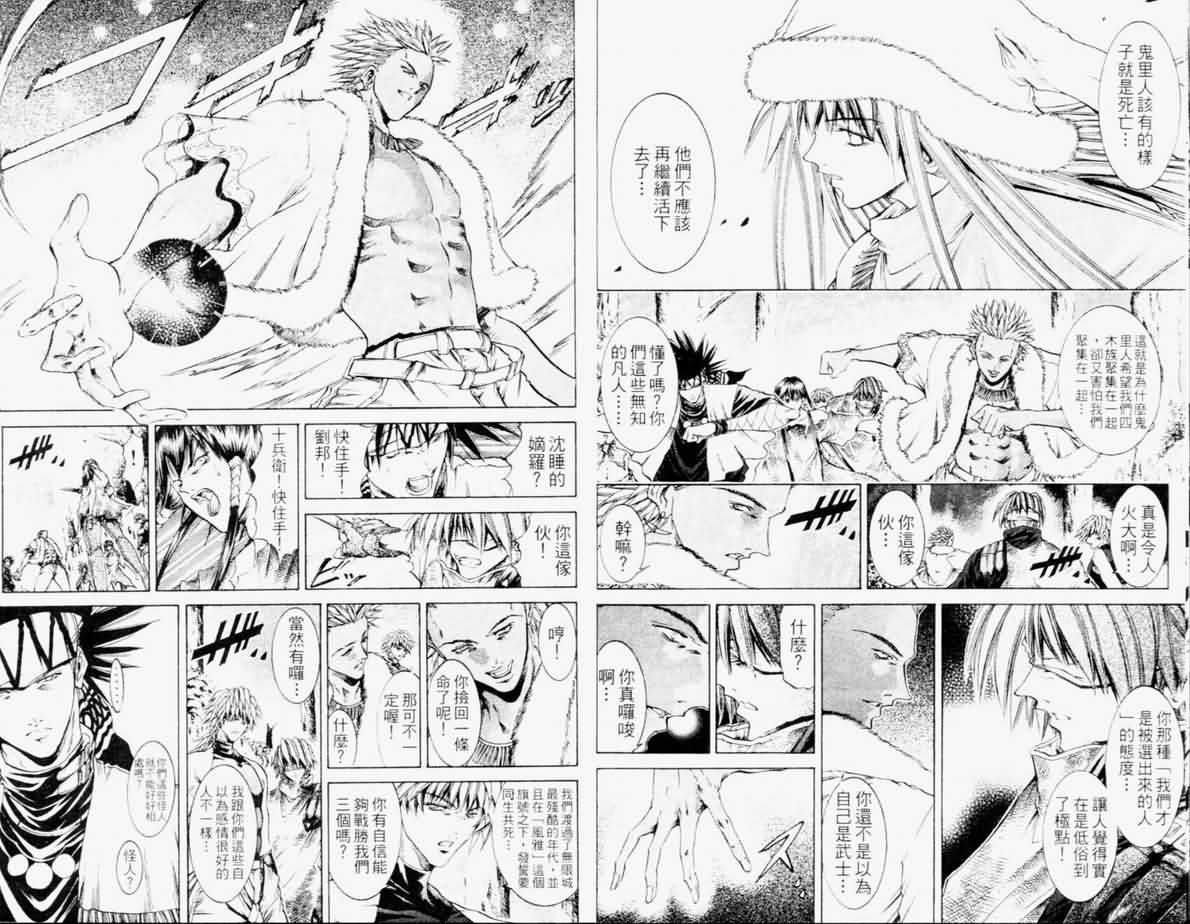 鬼里人該有的樣
子就是死亡…
他們不應該
再繼續活下
去了…
這就是為什麼鬼
里人希望我們四
木族聚集在一起
，卻又害怕我們
聚集在一起…
懂了嗎？你
們這些無知
的凡人……
真是令人
火大啊…
你這傢
伙…
幹嘛？
你那種「我們才
是被選出來的人
」的態度…
讓人覺得實
在是低俗到
了極點！
你還不是以為
自己是武士…
什麼？
你真囉唆
啊…
沈睡的
嫡羅？
快住手！
劉邦！
十兵衛！快住手
你這傢
伙！
哼！
你撿回一條
命了呢！
那可不一
定喔！
什麼？
當然有囉…
我跟你們這些自
以為感情很好的
人不一樣…
……
你們這些怪人
就不能好好相
處嗎？
怪人？
我們渡過了無限城
最殘酷的年代，並
且在「風雅」這個
旗號之下，發誓要
同生共死…
你有自信能
夠戰勝我們
三個嗎？